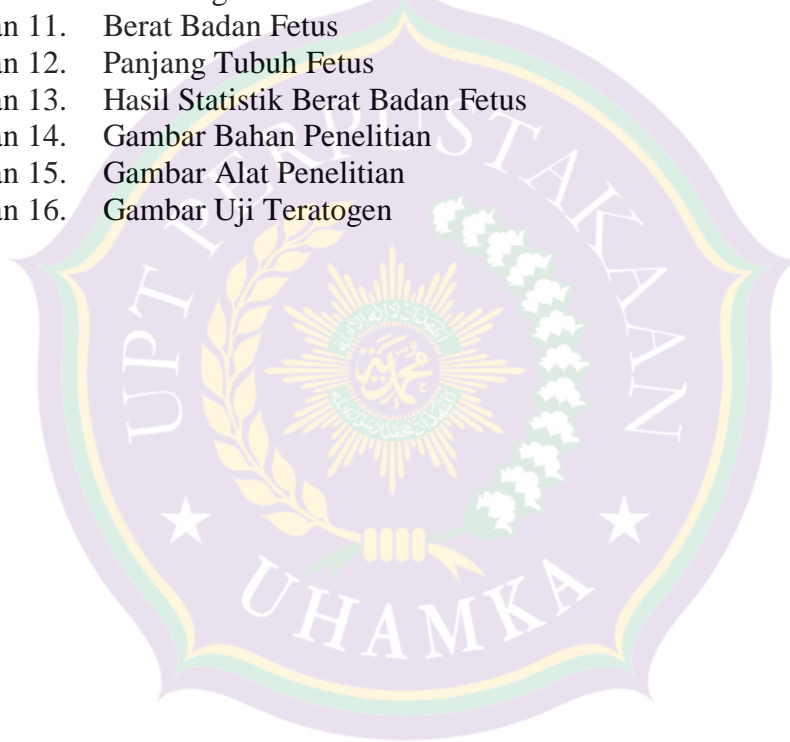 an 11. Berat Badan Fetus
an 12. Panjang Tubuh Fetus
an 13. Hasil Statistik Berat Badan Fetus
an 14. Gambar Bahan Penelitian
an 15. Gambar Alat Penelitian
an 16. Gambar Uji Teratogen
UPT PERPUSTAKAAN
UHAMKA